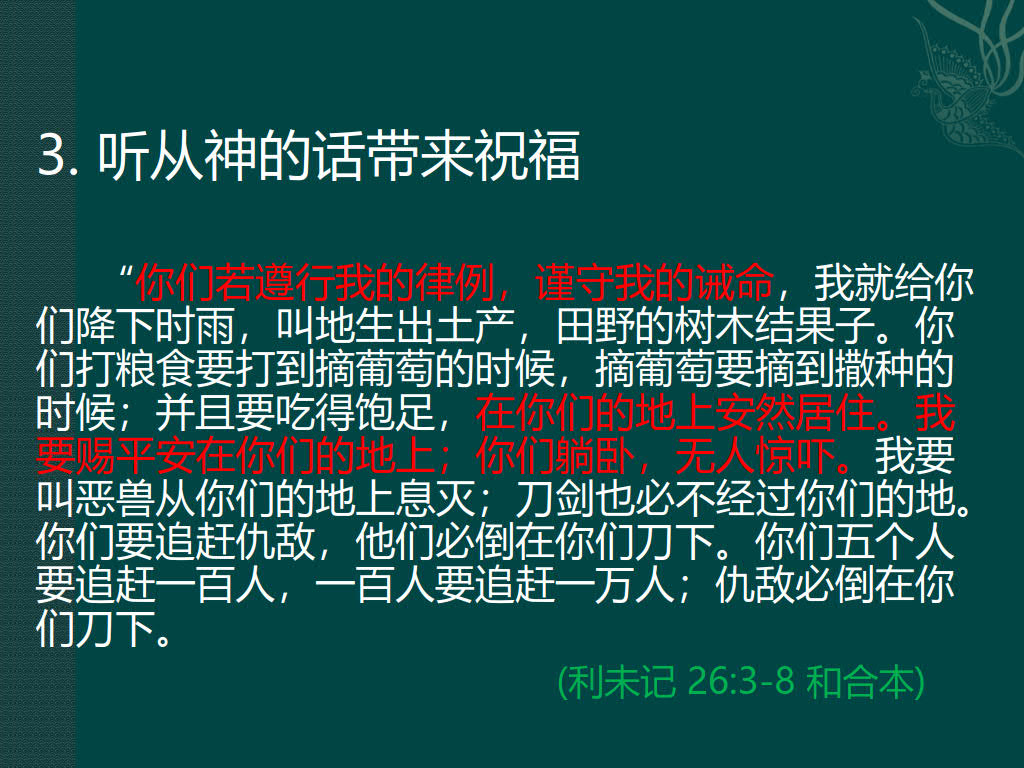 3. 听从神的话带来祝福
“你们若遵行我的律例，谨守我的诫命，我就给你
们降下时雨，叫地生出土产，田野的树木结果子。你
们打粮食要打到摘葡萄的时候，摘葡萄要摘到撒种的
时候；并且要吃得饱足，在你们的地上安然居住。我
要赐平安在你们的地上；你们躺卧，无人惊吓。我要
叫恶兽从你们的地上息灭；刀剑也必不经过你们的地。
你们要追赶仇敌，他们必倒在你们刀下。你们五个人
要追赶一百人，一百人要追赶一万人；仇敌必倒在你
们刀下。
(利未记 26:3-8 和合本)